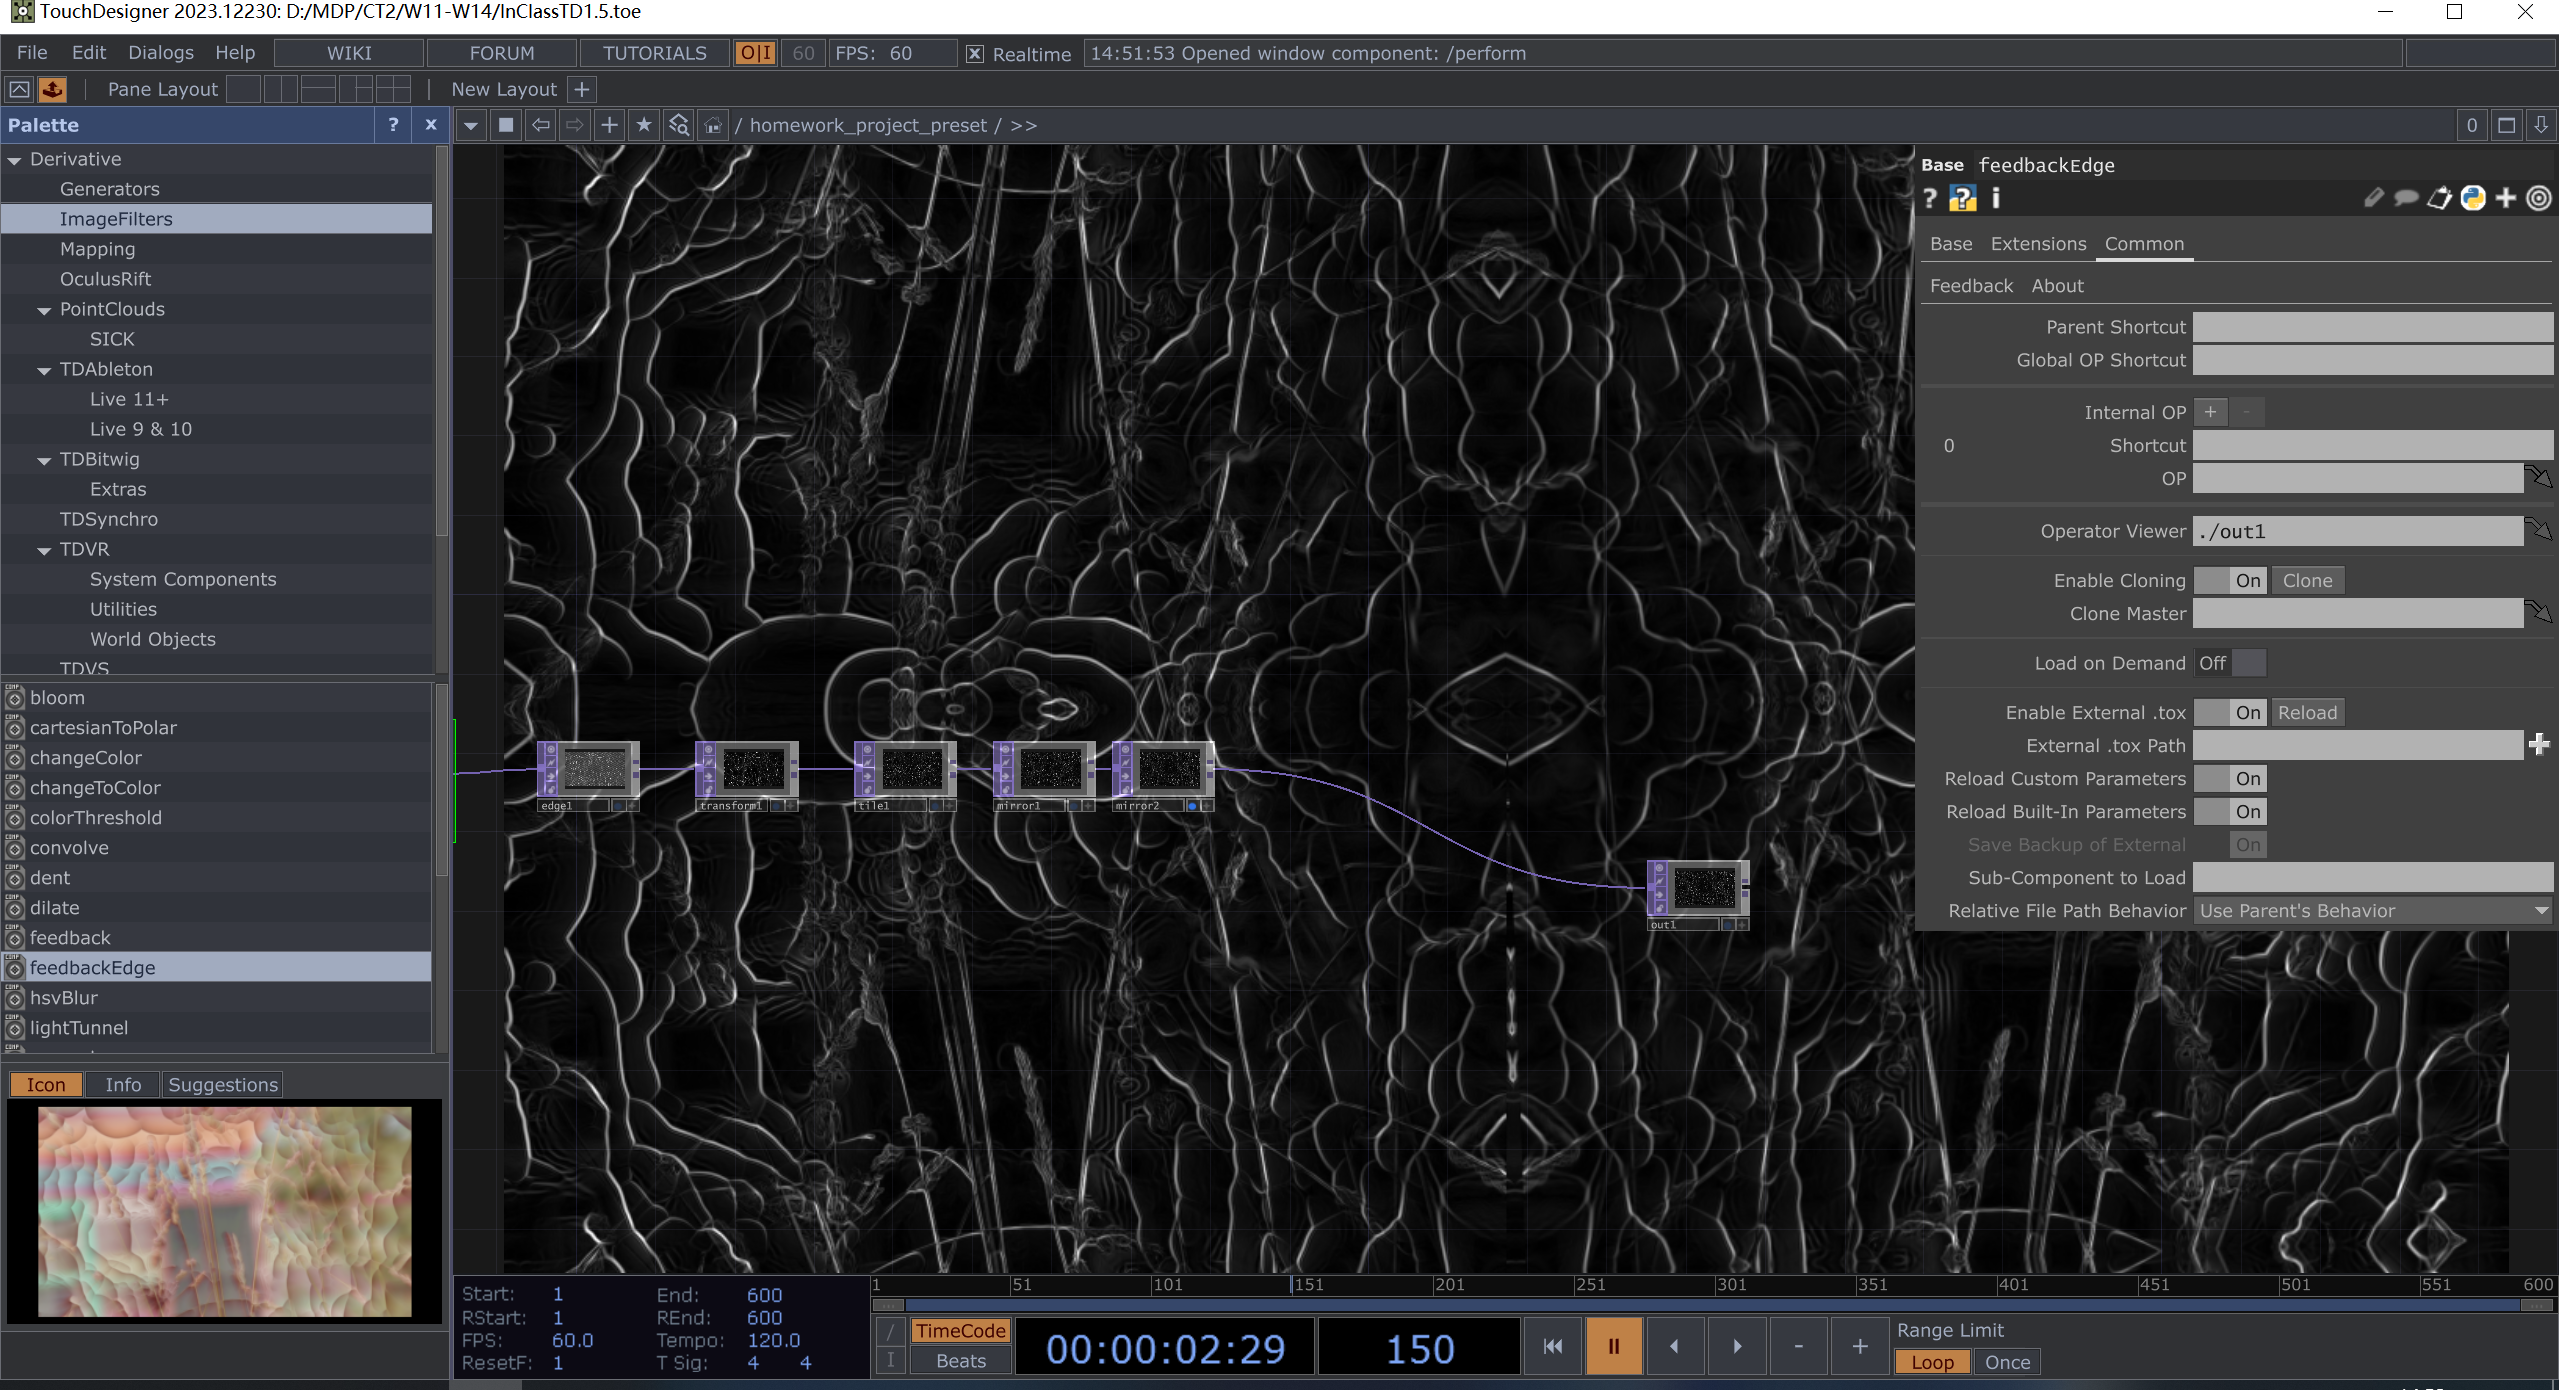 TouchDesigner 2023.12230: D:/MDP/CT2/W11-W14/InClassTD1.5.toe
File Edit Dialogs Help WIKI FORUM TUTORIALS O|I 60 FPS: 60 Realtime 14:51:53 Opened window component: /perform
Pane Layout New Layout +
Palette ? x
/ homework_project_preset / >> 0
Derivative
Generators
ImageFilters
Mapping
OculusRift
PointClouds
SICK
TDAbleton
Live 11+
Live 9 & 10
TDBitwig
Extras
TDSynchro
TDVR
System Components
Utilities
World Objects
TDVS
bloom
cartesianToPolar
changeColor
changeToColor
colorThreshold
convolve
dent
dilate
feedback
feedbackEdge
hsvBlur
lightTunnel
Icon Info Suggestions
edge1 transform1 tile1 mirror1 mirror2
out1
Base feedbackEdge
? ? i
Base Extensions Common
Feedback About
Parent Shortcut
Global OP Shortcut
Internal OP + -
0 Shortcut
OP
Operator Viewer ./out1
Enable Cloning On Clone
Clone Master
Load on Demand Off
Enable External .tox On Reload
External .tox Path
Reload Custom Parameters On
Reload Built-In Parameters On
Save Backup of External On
Sub-Component to Load
Relative File Path Behavior Use Parent's Behavior
Start: 1 End: 600
RStart: 1 REnd: 600
FPS: 60.0 Tempo: 120.0
ResetF: 1 T Sig: 4 4
1 51 101 151 201 251 301 351 401 451 501 551 600
/ TimeCode
I Beats
00:00:02:29 150 - +
Range Limit
Loop Once